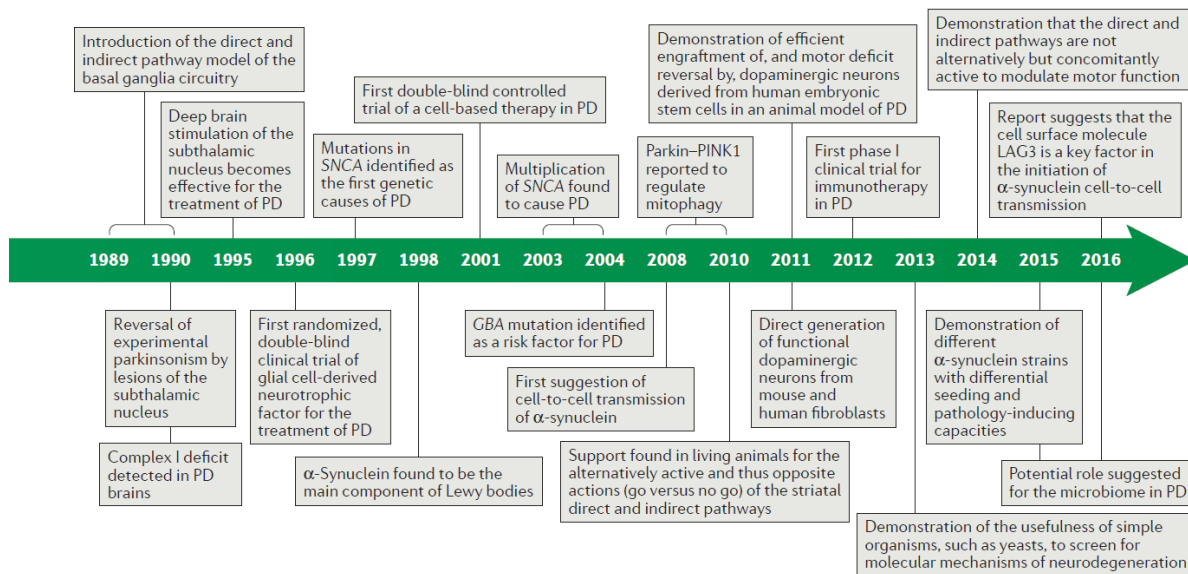 Introduction of the direct and
indirect pathway model of the
basal ganglia circuitry
Deep brain
stimulation of the
subthalamic
nucleus becomes
effective for the
treatment of PD
Mutations in
SNCA identified as
the first genetic
causes of PD
First double-blind controlled
trial of a cell-based therapy in PD
Multiplication
of SNCA found
to cause PD
Parkin–PINK1
reported to
regulate
mitophagy
Demonstration of efficient
engraftment of, and motor deficit
reversal by, dopaminergic neurons
derived from human embryonic
stem cells in an animal model of PD
First phase I
clinical trial for
immunotherapy
in PD
Demonstration that the direct and
indirect pathways are not
alternatively but concomitantly
active to modulate motor function
Report suggests that the
cell surface molecule
LAG3 is a key factor in
the initiation of
α-synuclein cell-to-cell
transmission
1989 1990 1995 1996 1997 1998 2001 2003 2004 2008 2010 2011 2012 2013 2014 2015 2016
Reversal of
experimental
parkinsonism by
lesions of the
subthalamic
nucleus
Complex I deficit
detected in PD
brains
First randomized,
double-blind
clinical trial of
glial cell-derived
neurotrophic
factor for the
treatment of PD
α-Synuclein found to be the
main component of Lewy bodies
GBA mutation identified
as a risk factor for PD
First suggestion of
cell-to-cell transmission
of α-synuclein
Support found in living animals for the
alternatively active and thus opposite
actions (go versus no go) of the striatal
direct and indirect pathways
Direct generation
of functional
dopaminergic
neurons from
mouse and
human fibroblasts
Demonstration of the usefulness of simple
organisms, such as yeasts, to screen for
molecular mechanisms of neurodegeneration
Demonstration of
different
α-synuclein strains
with differential
seeding and
pathology-inducing
capacities
Potential role suggested
for the microbiome in PD